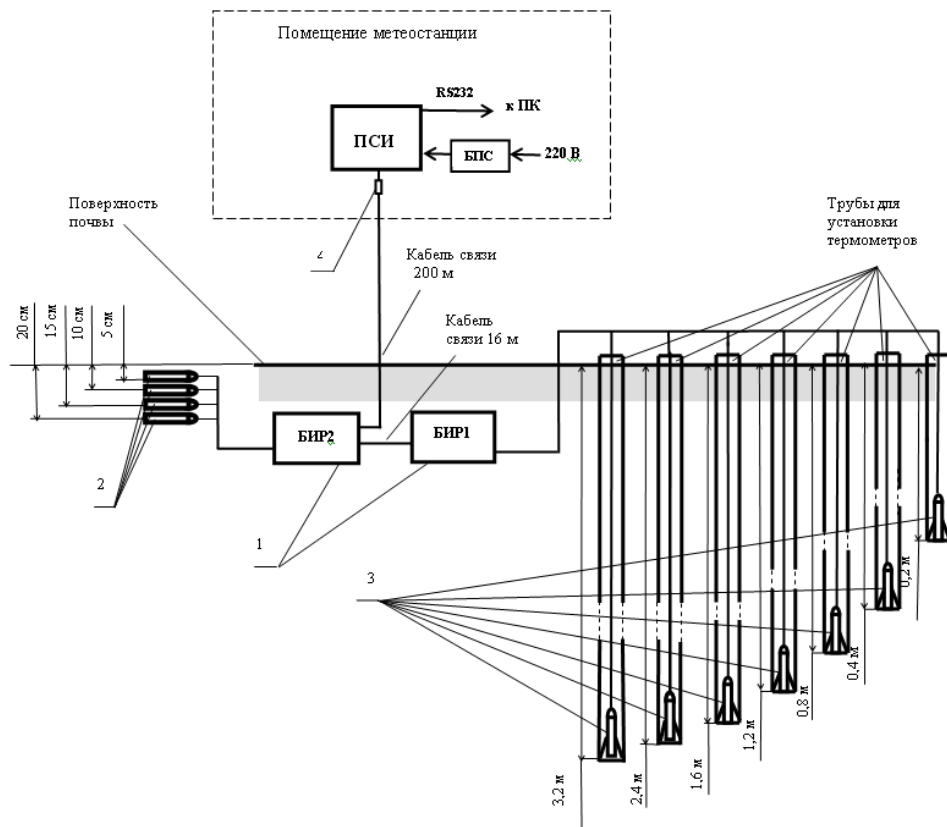 Помещение метеостанции
RS232
к ПК
ПСИ
БПС
220 В
4
Поверхность
почвы
Кабель связи
200 м
Трубы для
установки
термометров
20 см
15 см
10 см
5 см
Кабель
связи 16 м
БИР2
БИР1
2
1
3
3,2 м
2,4 м
1,6 м
1,2 м
0,8 м
0,4 м
0,2 м